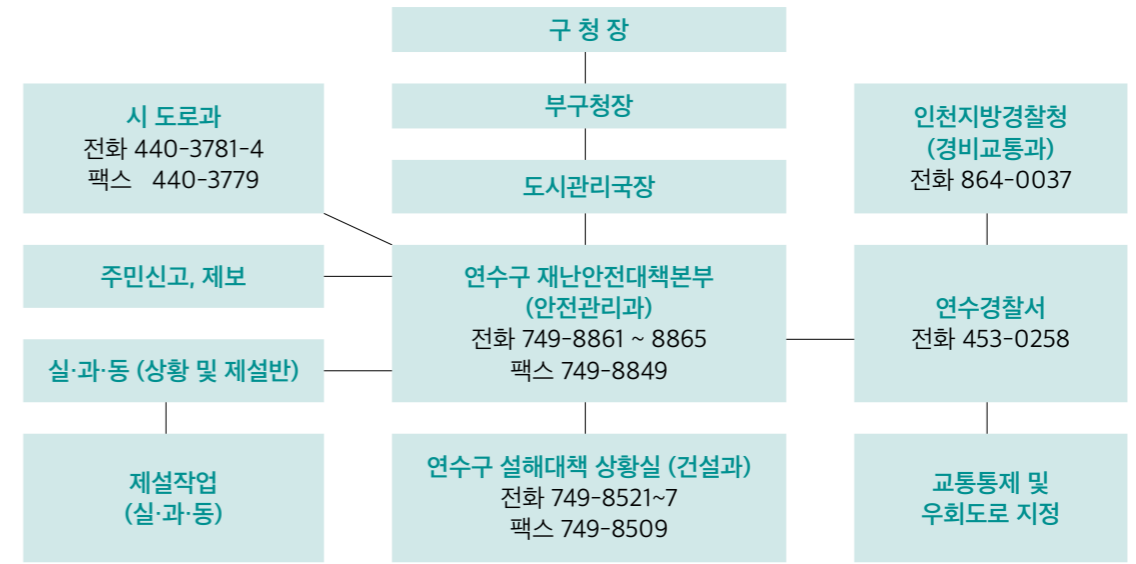 구 청 장
부구청장
도시관리국장
시 도로과
전화 440-3781-4
팩스 440-3779
인천지방경찰청
(경비교통과)
전화 864-0037
주민신고, 제보
연수구 재난안전대책본부
(안전관리과)
전화 749-8861 ~ 8865
팩스 749-8849
연수경찰서
전화 453-0258
실·과·동 (상황 및 제설반)
제설작업
(실·과·동)
연수구 설해대책 상황실 (건설과)
전화 749-8521~7
팩스 749-8509
교통통제 및
우회도로 지정